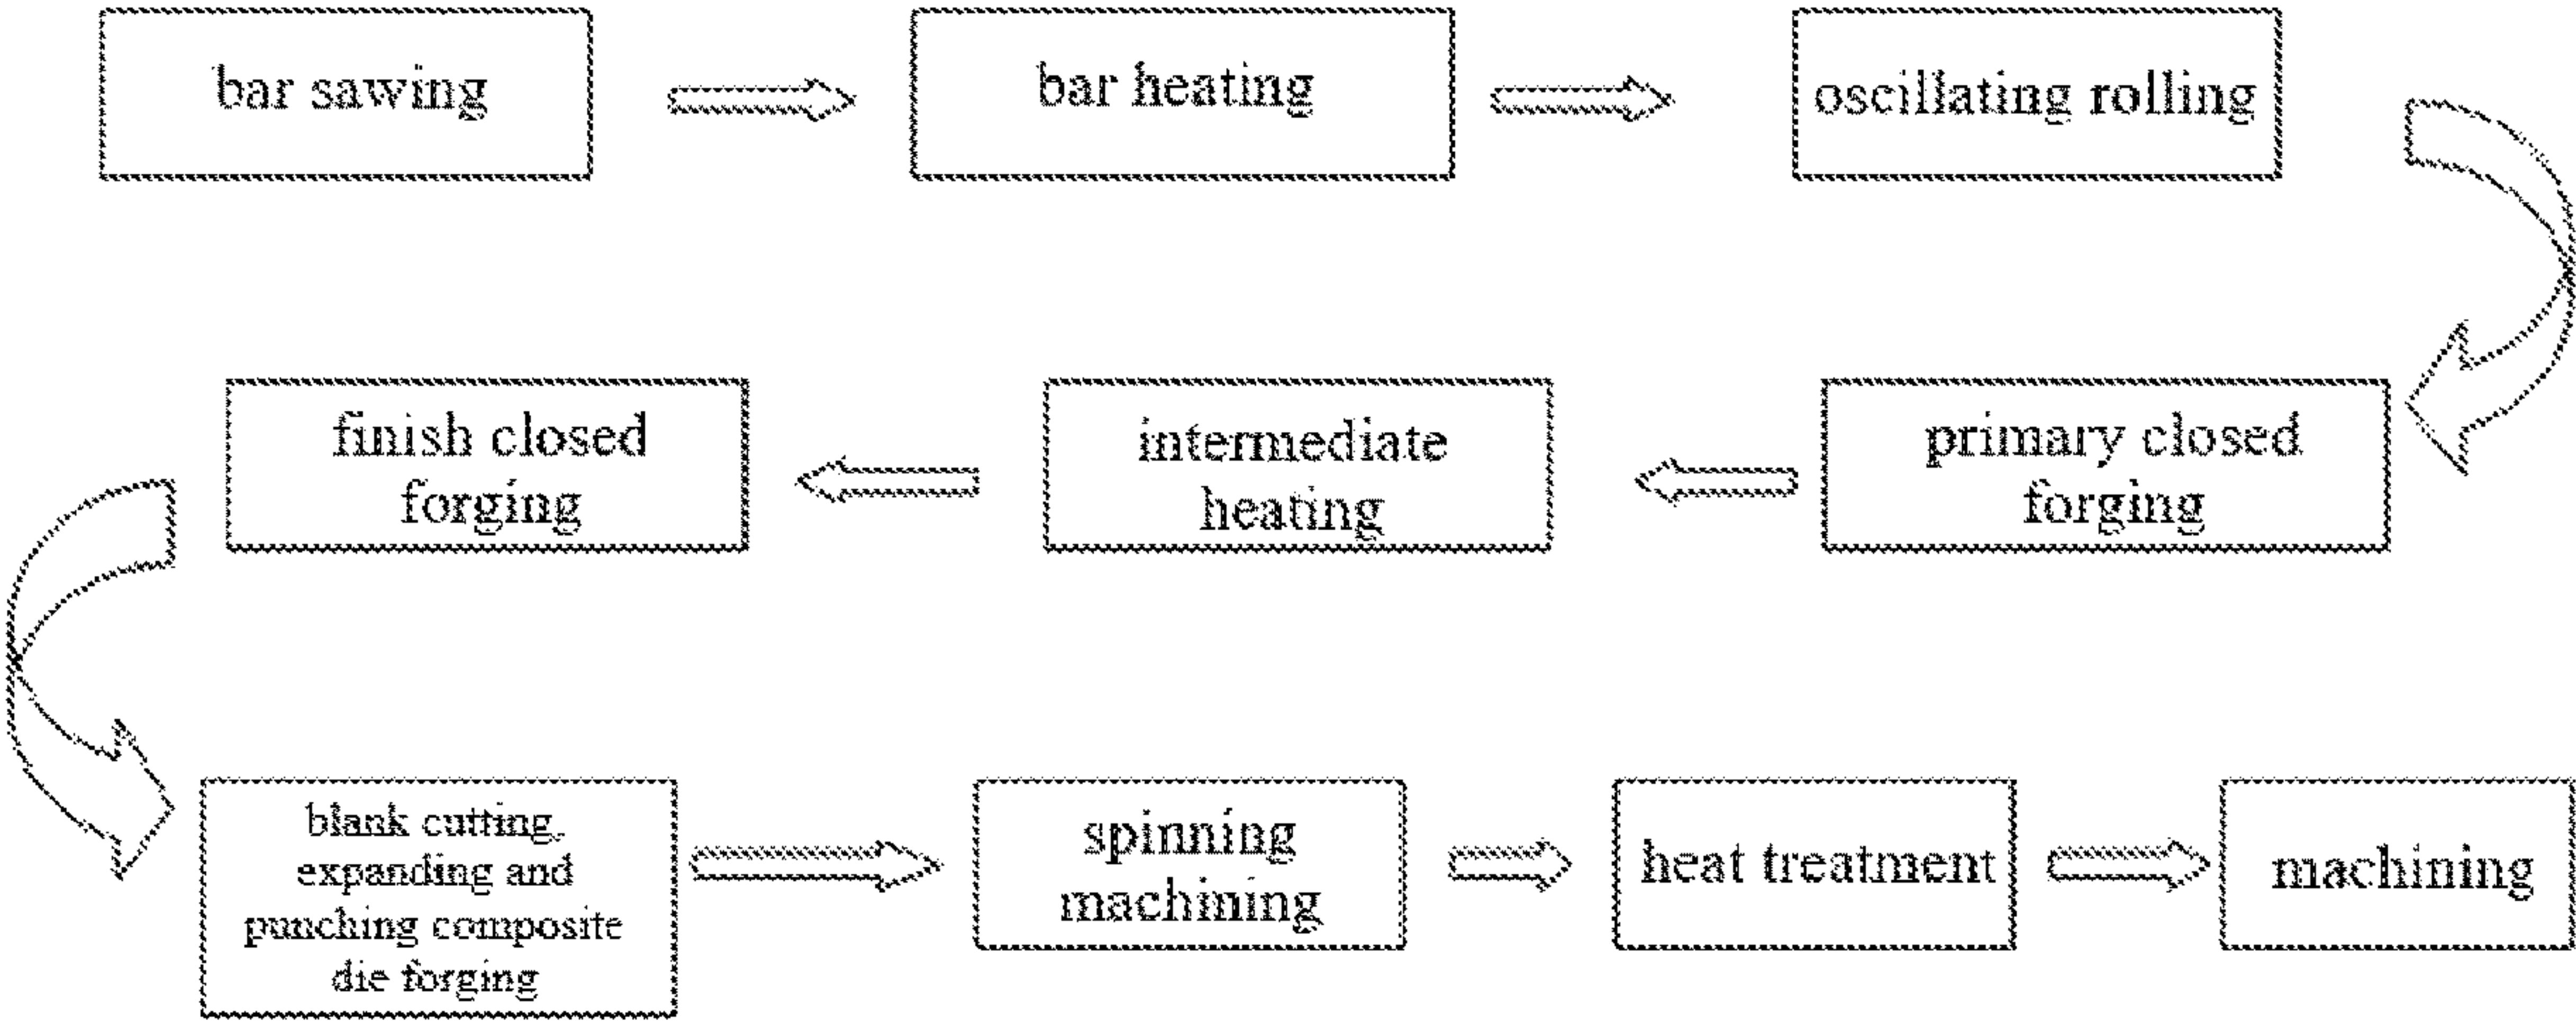 bar sawing
bar heating
oscillating rolling
primary closed
forging
intermediate
heating
finish closed
forging
blank cutting,
expanding and
punching composite
die forging
spinning
machining
heat treatment
machining